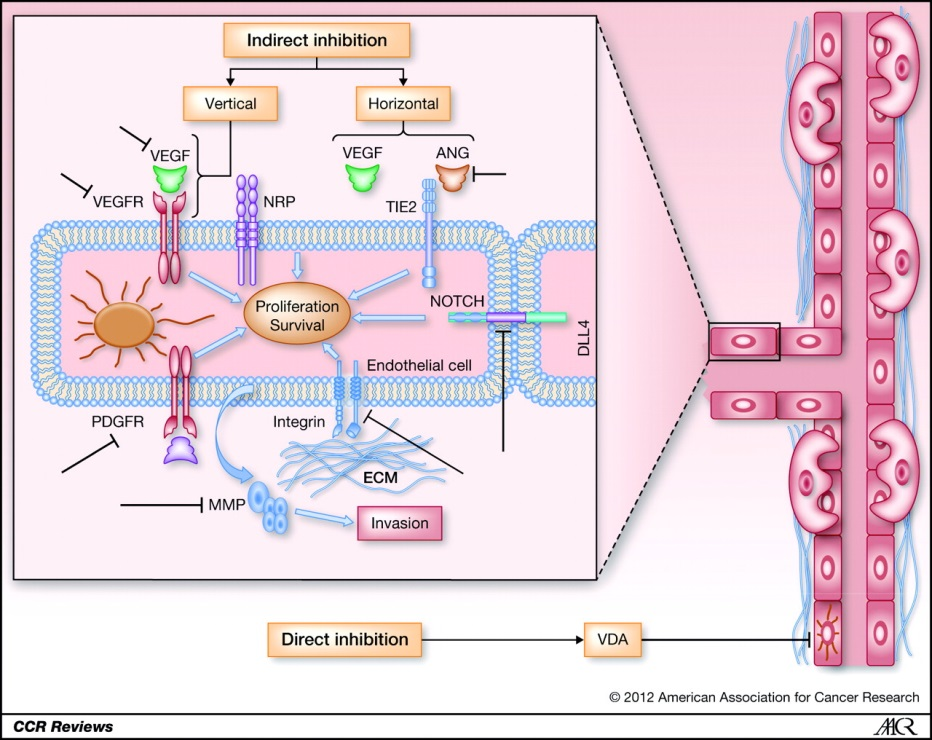 Indirect inhibition
Vertical
Horizontal
VEGF
VEGF
ANG
VEGFR
NRP
TIE2
Proliferation
Survival
NOTCH
DLL4
Endothelial cell
PDGFR
Integrin
ECM
MMP
Invasion
Direct inhibition
VDA
© 2012 American Association for Cancer Research
CCR Reviews
AACR